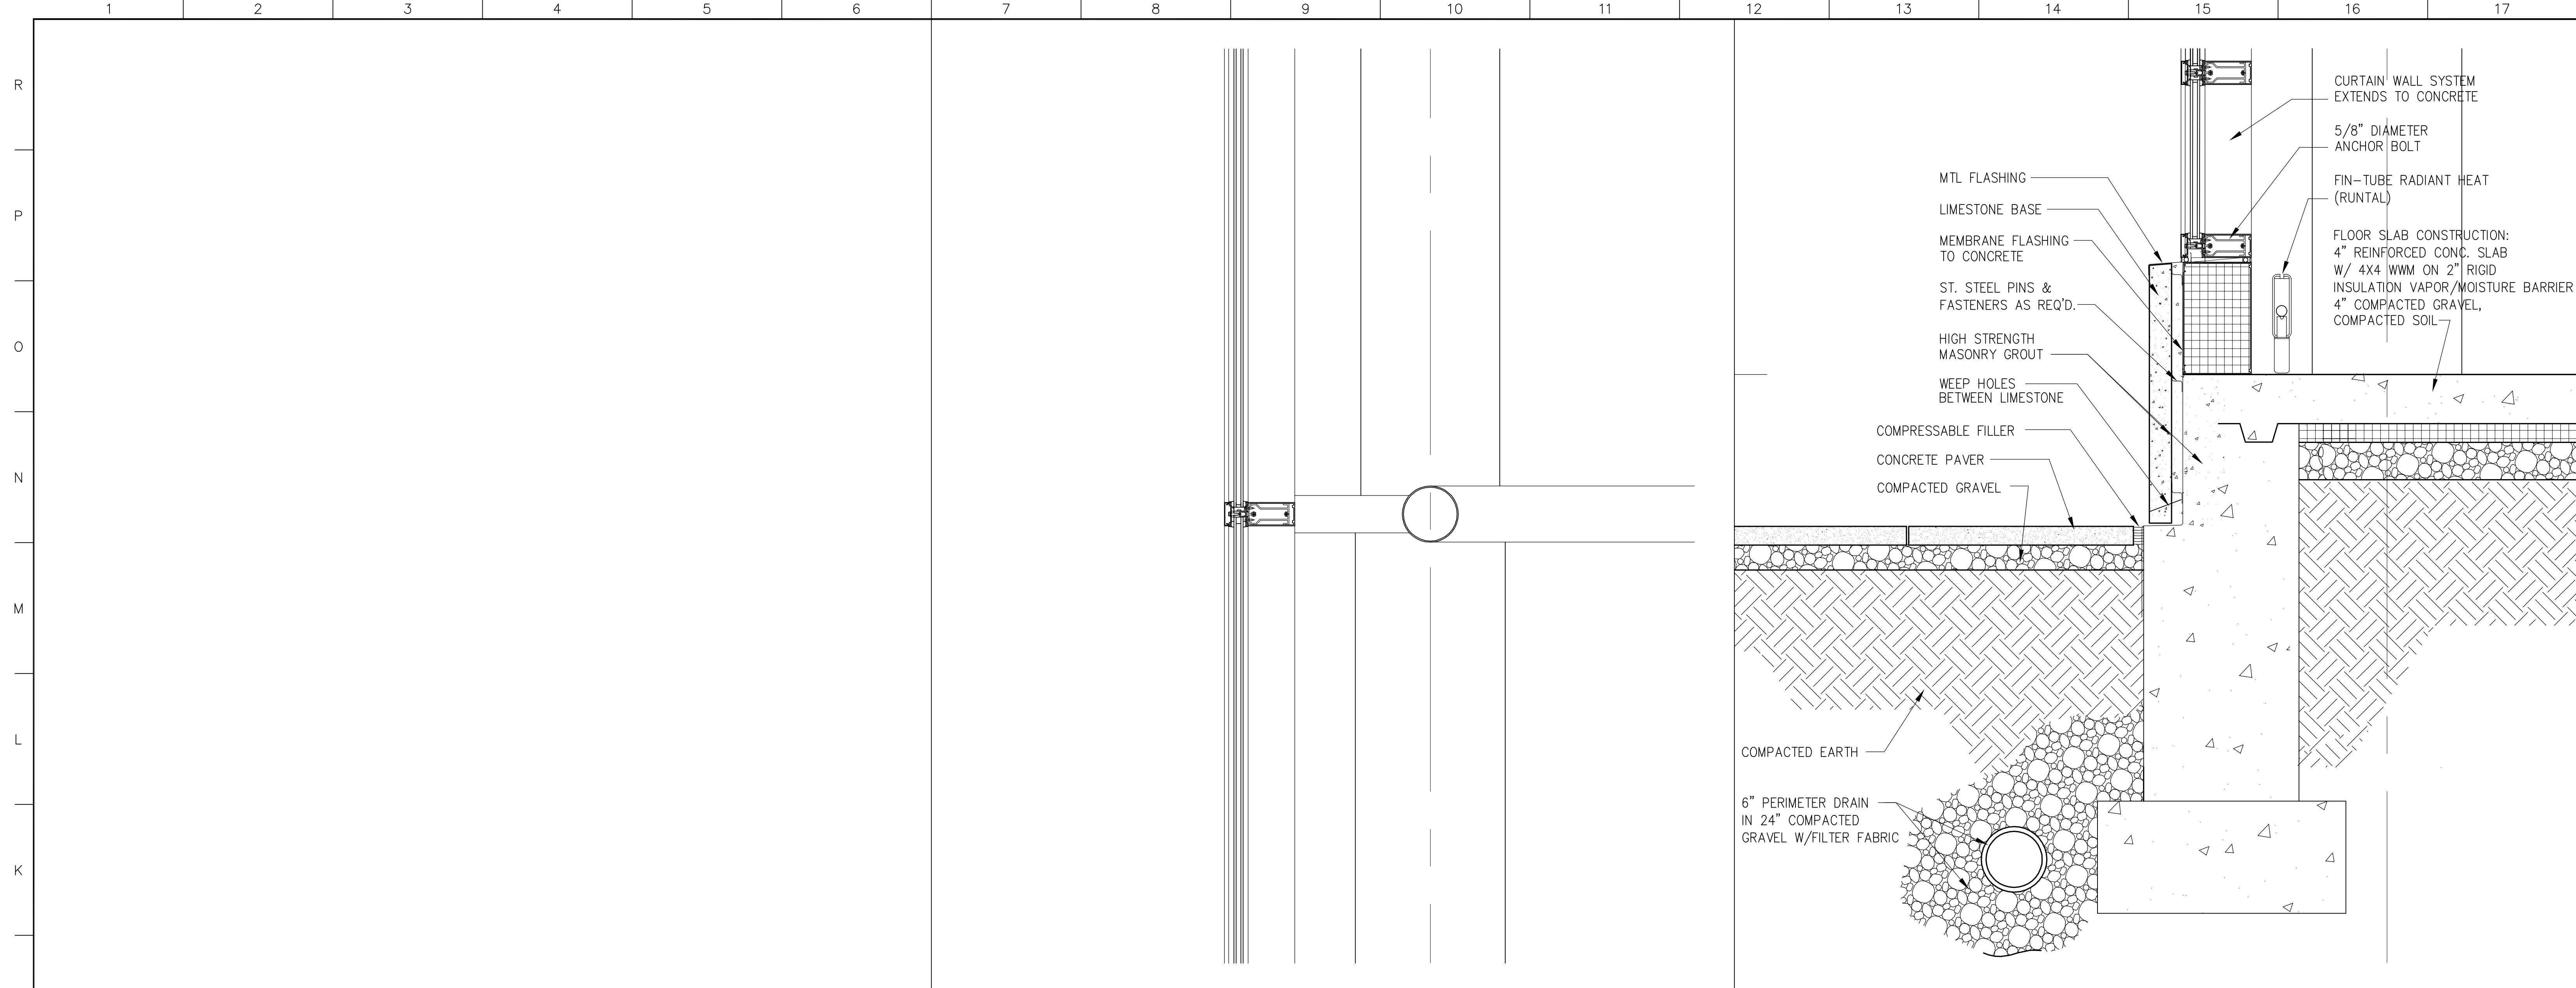 1 2 3 4 5 6 7 8 9 10 11 12 13 14 15 16 17
R
P
O
N
M
L
K
CURTAIN WALL SYSTEM
EXTENDS TO CONCRETE
5/8" DIAMETER
ANCHOR BOLT
FIN-TUBE RADIANT HEAT
(RUNTAL)
FLOOR SLAB CONSTRUCTION:
4" REINFORCED CONC. SLAB
W/ 4X4 WWM ON 2" RIGID
INSULATION VAPOR/MOISTURE BARRIER
4" COMPACTED GRAVEL,
COMPACTED SOIL
MTL FLASHING
LIMESTONE BASE
MEMBRANE FLASHING
TO CONCRETE
ST. STEEL PINS &
FASTENERS AS REQ'D.
HIGH STRENGTH
MASONRY GROUT
WEEP HOLES
BETWEEN LIMESTONE
COMPRESSABLE FILLER
CONCRETE PAVER
COMPACTED GRAVEL
COMPACTED EARTH
6" PERIMETER DRAIN
IN 24" COMPACTED
GRAVEL W/FILTER FABRIC